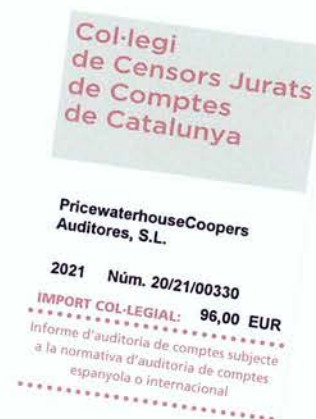 Col·legi
de Censors Jurats
de Comptes
de Catalunya
PricewaterhouseCoopers
Auditores, S.L.
2021 Núm. 20/21/00330
IMPORT COL·LEGIAL: 96,00 EUR
Informe d'auditoria de comptes subjecte
a la normativa d'auditoria de comptes
espanyola o internacional